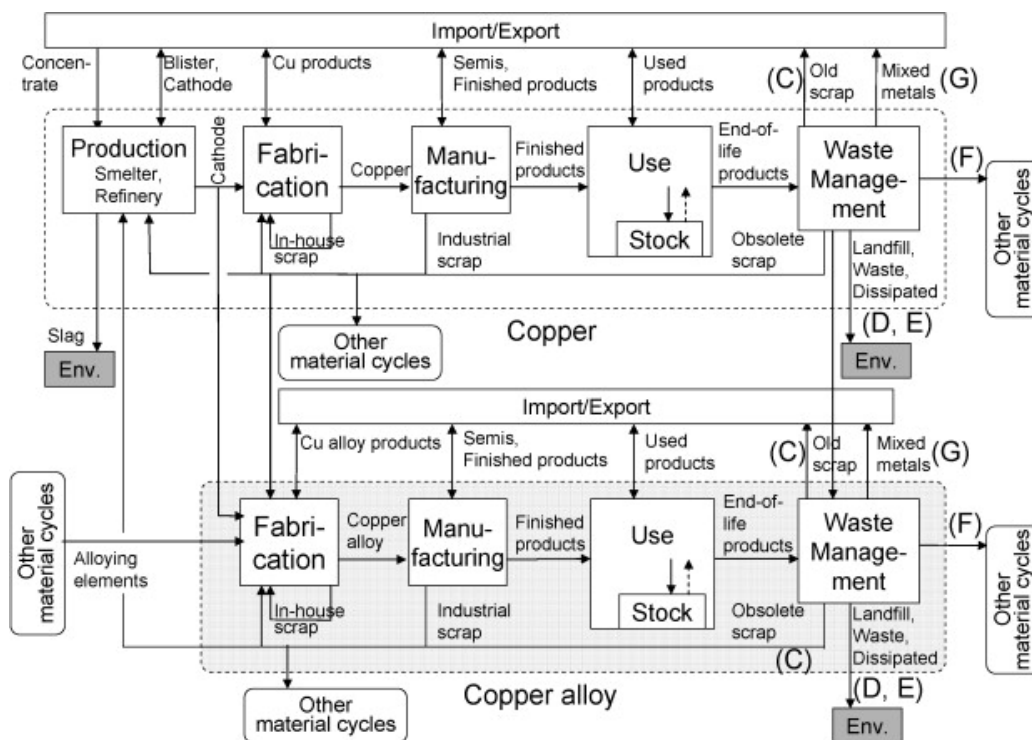 Import/Export
Concen-
trate
Blister,
Cathode
Cu products
Semis,
Finished products
Used
products
(C)
Old
scrap
Mixed
metals
(G)
Production
Smelter,
Refinery
Cathode
Fabri-
cation
Copper
Manu-
facturing
Finished
products
Use
Stock
End-of-
life
products
Waste
Manage-
ment
(F)
Other
material cycles
In-house
scrap
Industrial
scrap
Obsolete
scrap
Landfill,
Waste,
Dissipated
(D, E)
Slag
Env.
Other
material cycles
Copper
Env.
Import/Export
Cu alloy products
Semis,
Finished products
Used
products
(C)
Old
scrap
Mixed
metals
(G)
Other
material cycles
Alloying
elements
Fabri-
cation
Copper
alloy
Manu-
facturing
Finished
products
Use
Stock
End-of-
life
products
Waste
Manage-
ment
(F)
Other
material cycles
In-house
scrap
Industrial
scrap
Obsolete
scrap
(C)
Landfill,
Waste,
Dissipated
(D, E)
Other
material cycles
Copper alloy
Env.